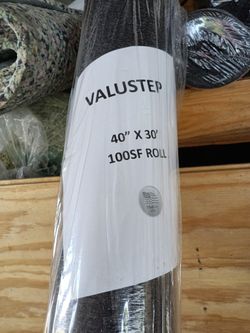 VALUSTEP
40" X 30'
100SF ROLL